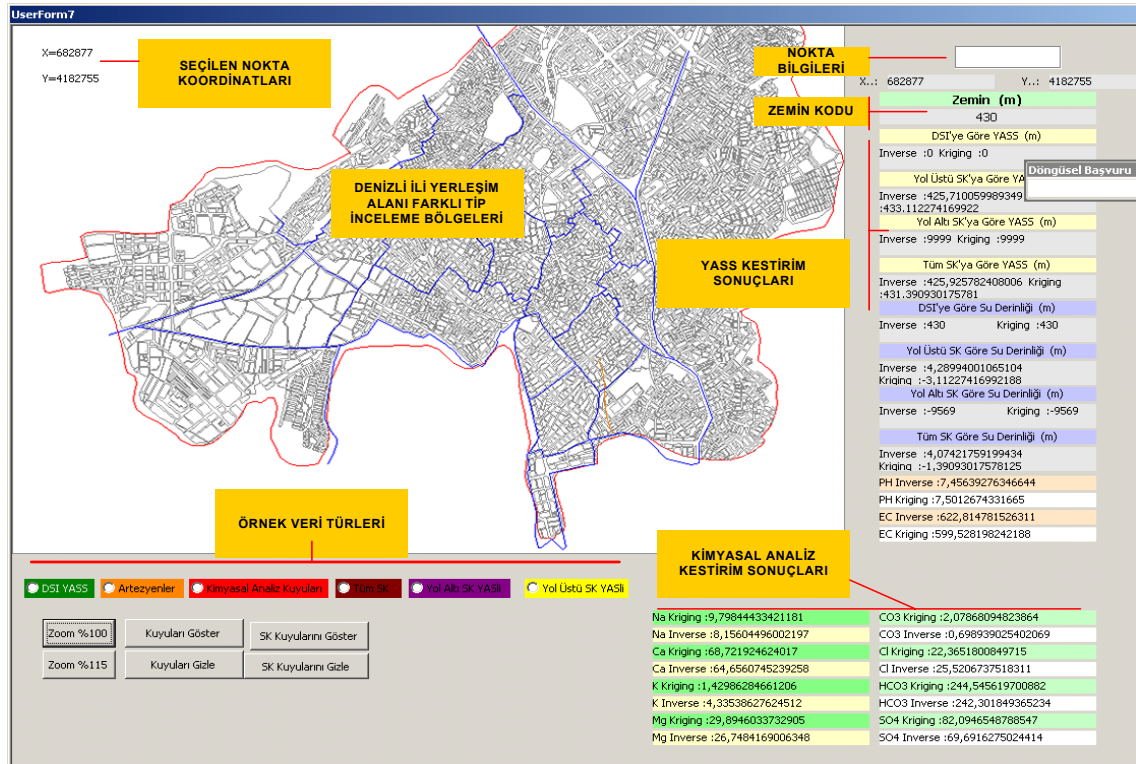 UserForm7
X=682877
Y=4182755
SEÇİLEN NOKTA
KOORDİNATLARI
DENİZLİ İLİ YERLEŞİM
ALANI FARKLI TİP
İNCELEME BÖLGELERİ
NOKTA
BİLGİLERİ
X..: 682877 Y..: 4182755
ZEMİN KODU
Zemin (m)
430
DSI'ye Göre YASS (m)
Inverse :0 Kriging :0
Yol Üstü SK'ya Göre YA
Döngüsel Başvuru
Inverse :425,710059989349
:433.112274169922
Yol Altı SK'ya Göre YASS (m)
Inverse :9999 Kriging :9999
YASS KESTİRİM
SONUÇLARI
Tüm SK'ya Göre YASS (m)
Inverse :425,925782408006 Kriging
:431.390930175781
DSI'ye Göre Su Derinliği (m)
Inverse :430 Kriging :430
Yol Üstü SK Göre Su Derinliği (m)
Inverse :4,28994001065104
Kriging :-3,11227416992188
Yol Altı SK Göre Su Derinliği (m)
Inverse :-9569 Kriging :-9569
Tüm SK Göre Su Derinliği (m)
Inverse :4,07421759199434
Kriging :-1,39093017578125
PH Inverse :7,45639276346644
PH Kriging :7,5012674331665
EC Inverse :622,814781526311
EC Kriging :599,528198242188
ÖRNEK VERİ TÜRLERİ
KİMYASAL ANALİZ
KESTİRİM SONUÇLARI
DSI YASS Artezyenler Kimyasal Analiz Kuyuları Tüm SK Yol Altı SK YASli Yol Üstü SK YASli
Zoom %100 Kuyuları Göster SK Kuyularını Göster
Zoom %115 Kuyuları Gizle SK Kuyularını Gizle
Na Kriging :9,79844433421181 CO3 Kriging :2,07868094823864
Na Inverse :8,15604496002197 CO3 Inverse :0,698939025402069
Ca Kriging :68,721924624017 Cl Kriging :22,3651800849715
Ca Inverse :64,6560745239258 Cl Inverse :25,5206737518311
K Kriging :1,42986284661206 HCO3 Kriging :244,545619700882
K Inverse :4,33538627624512 HCO3 Inverse :242,301849365234
Mg Kriging :29,8946033732905 SO4 Kriging :82,0946548788547
Mg Inverse :26,7484169006348 SO4 Inverse :69,6916275024414